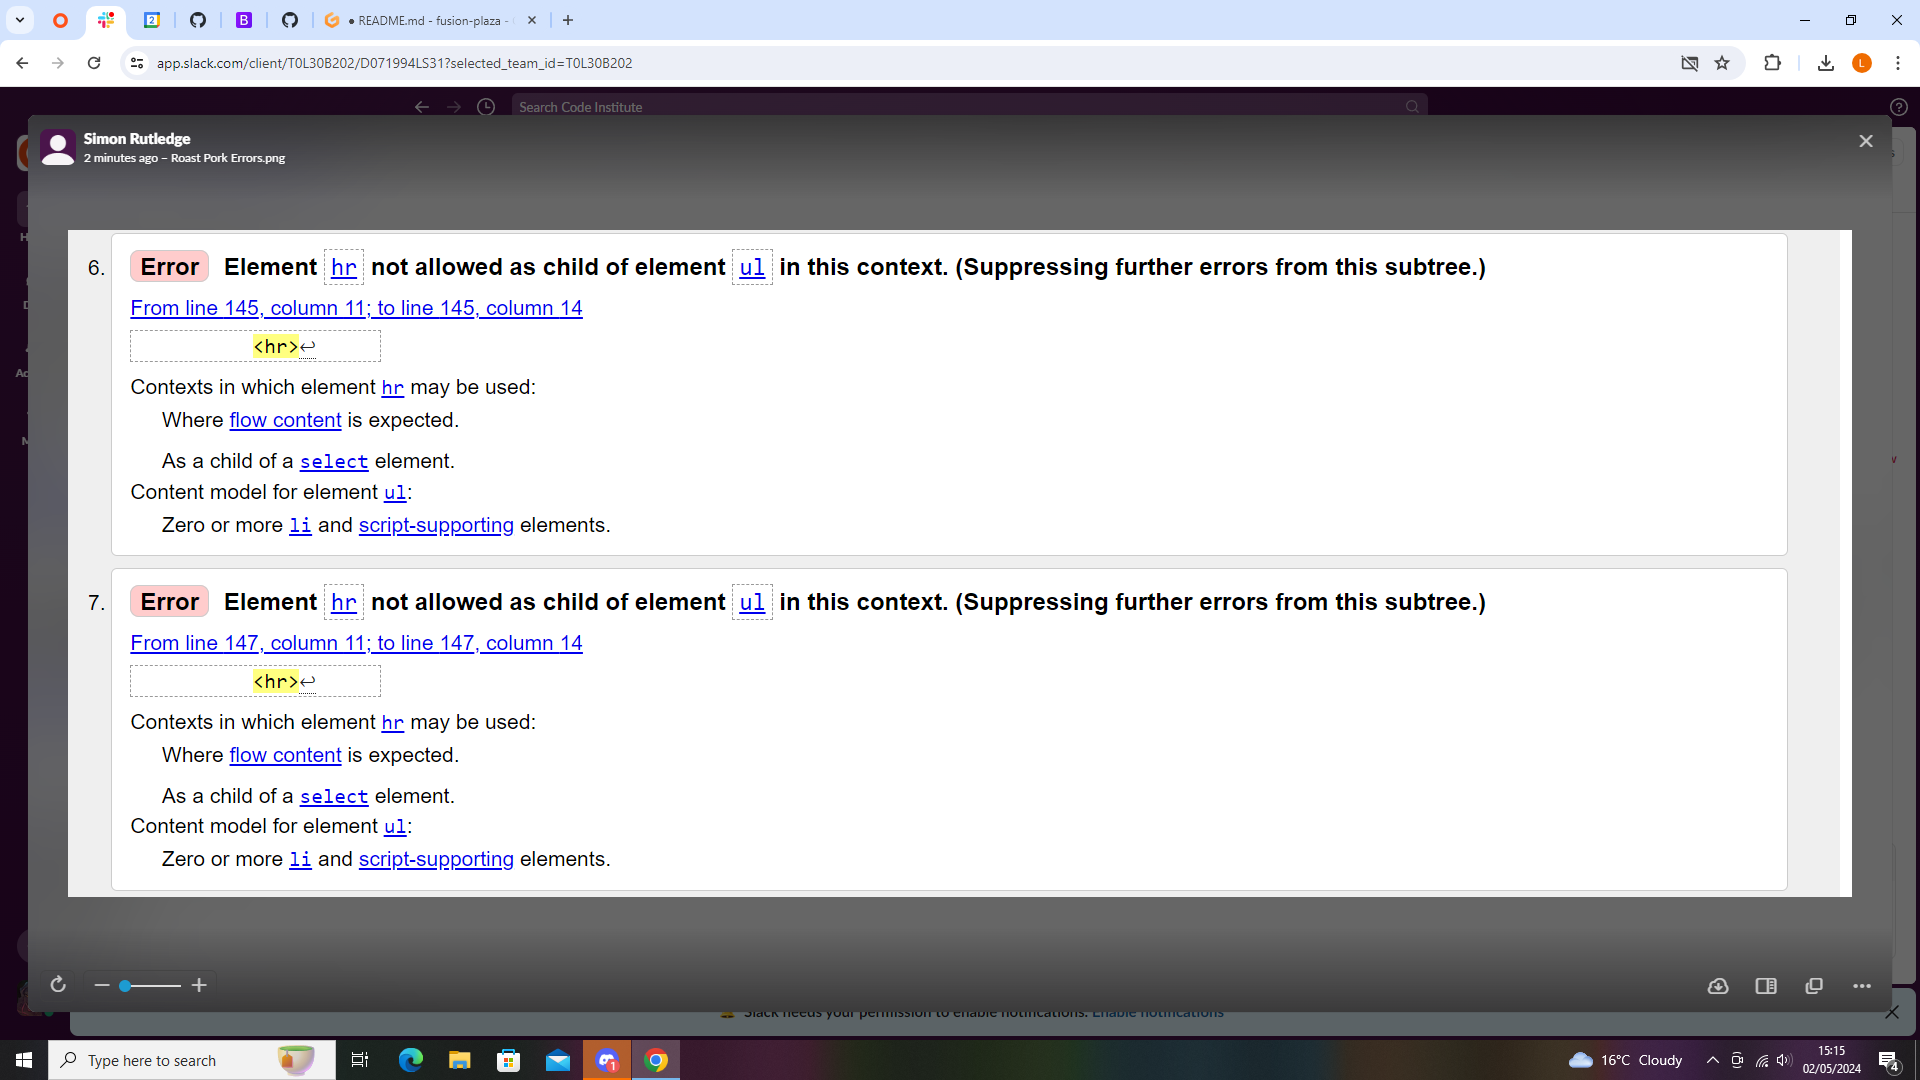 README.md - fusion-plaza -
app.slack.com/client/T0L30B202/D071994LS31?selected_team_id=T0L30B202
L
Search Code Institute
Simon Rutledge
2 minutes ago – Roast Pork Errors.png
6. Error Element hr not allowed as child of element ul in this context. (Suppressing further errors from this subtree.)
From line 145, column 11; to line 145, column 14
<hr>↩
Contexts in which element hr may be used:
Where flow content is expected.
As a child of a select element.
Content model for element ul:
Zero or more li and script-supporting elements.
7. Error Element hr not allowed as child of element ul in this context. (Suppressing further errors from this subtree.)
From line 147, column 11; to line 147, column 14
<hr>↩
Contexts in which element hr may be used:
Where flow content is expected.
As a child of a select element.
Content model for element ul:
Zero or more li and script-supporting elements.
Slack needs your permission to enable notifications. Enable notifications
Type here to search
16°C Cloudy
15:15
02/05/2024
4